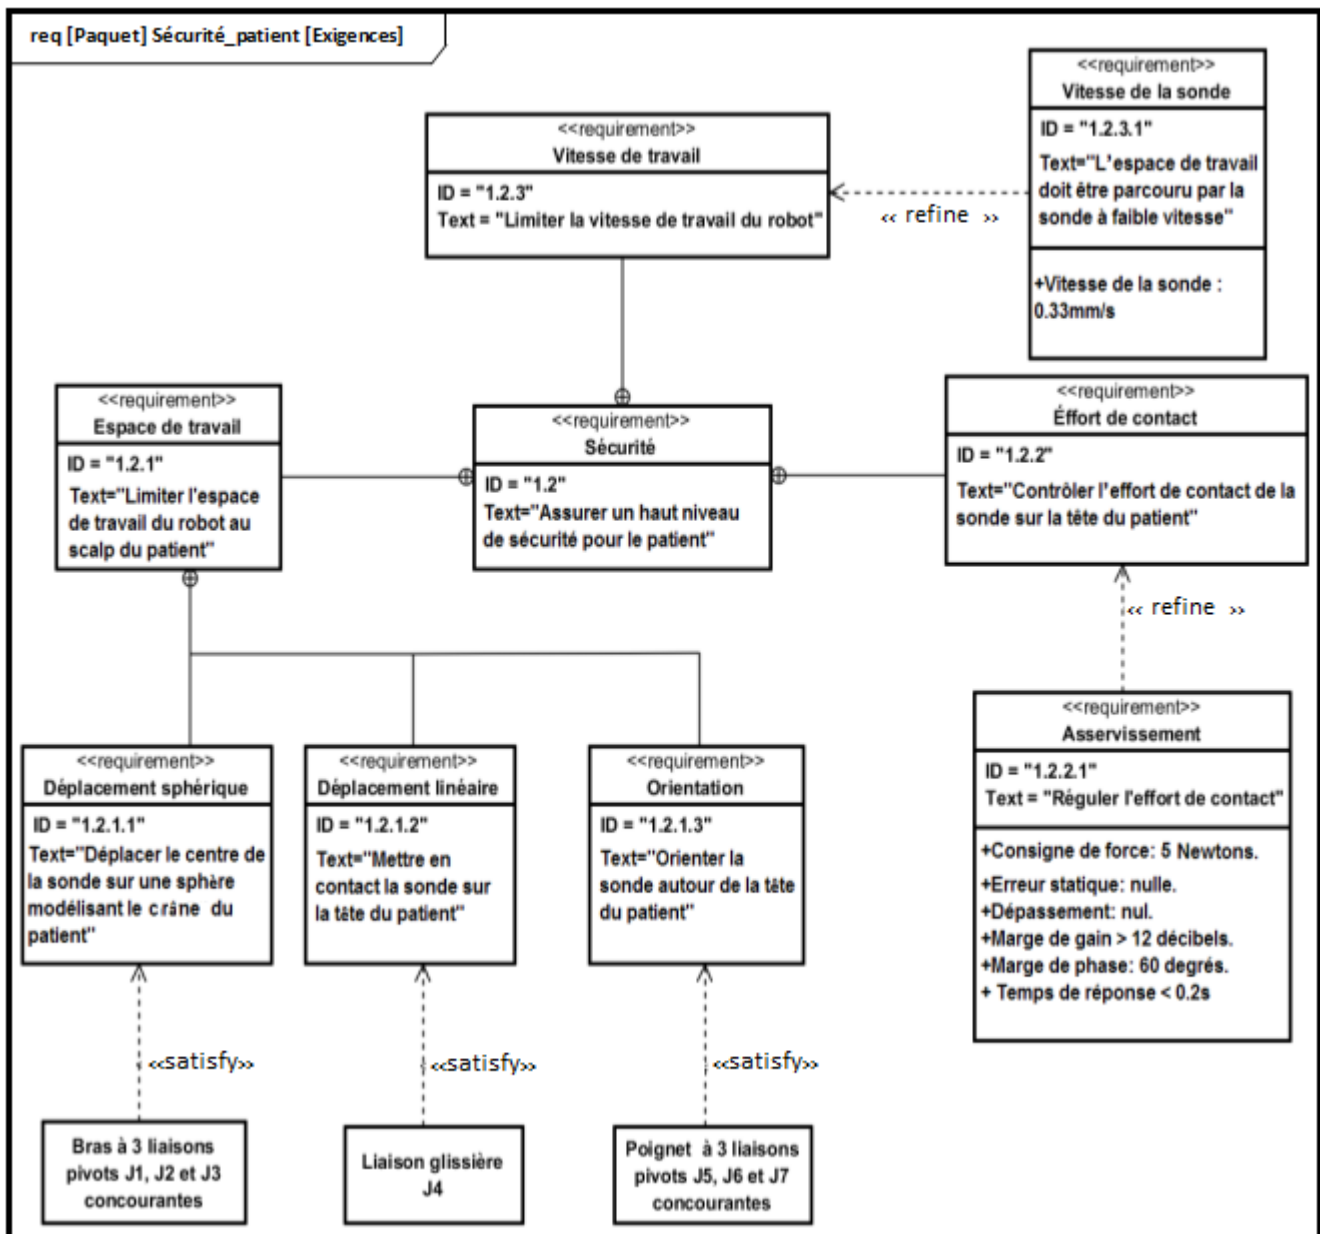 req [Paquet] Sécurité_patient [Exigences]
<<requirement>>
Vitesse de la sonde
ID = "1.2.3.1"
Text="L'espace de travail
doit être parcouru par la
sonde à faible vitesse"
+Vitesse de la sonde :
0.33mm/s
<<requirement>>
Vitesse de travail
ID = "1.2.3"
Text = "Limiter la vitesse de travail du robot"
<< refine >>
<<requirement>>
Espace de travail
ID = "1.2.1"
Text="Limiter l'espace
de travail du robot au
scalp du patient"
<<requirement>>
Sécurité
ID = "1.2"
Text="Assurer un haut niveau
de sécurité pour le patient"
<<requirement>>
Éffort de contact
ID = "1.2.2"
Text="Contrôler l'effort de contact de la
sonde sur la tête du patient"
<< refine >>
<<requirement>>
Asservissement
ID = "1.2.2.1"
Text = "Réguler l'effort de contact"
+Consigne de force: 5 Newtons.
+Erreur statique: nulle.
+Dépassement: nul.
+Marge de gain > 12 décibels.
+Marge de phase: 60 degrés.
+ Temps de réponse < 0.2s
<<requirement>>
Déplacement sphérique
ID = "1.2.1.1"
Text="Déplacer le centre de
la sonde sur une sphère
modélisant le crâne du
patient"
<<requirement>>
Déplacement linéaire
ID = "1.2.1.2"
Text="Mettre en
contact la sonde sur
la tête du patient"
<<requirement>>
Orientation
ID = "1.2.1.3"
Text="Orienter la
sonde autour de la tête
du patient"
<<satisfy>>
<<satisfy>>
<<satisfy>>
Bras à 3 liaisons
pivots J1, J2 et J3
concourantes
Liaison glissière
J4
Poignet à 3 liaisons
pivots J5, J6 et J7
concourantes